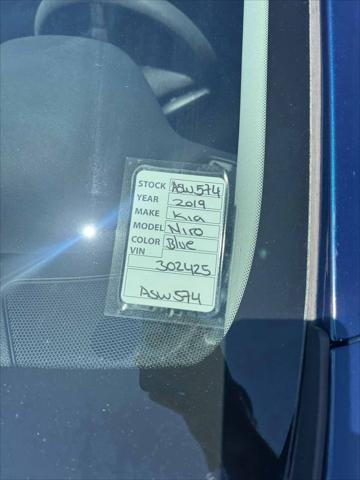 STOCK ASW574
YEAR 2019
MAKE Kia
MODEL Niro
COLOR Blue
VIN
302425
ASW574